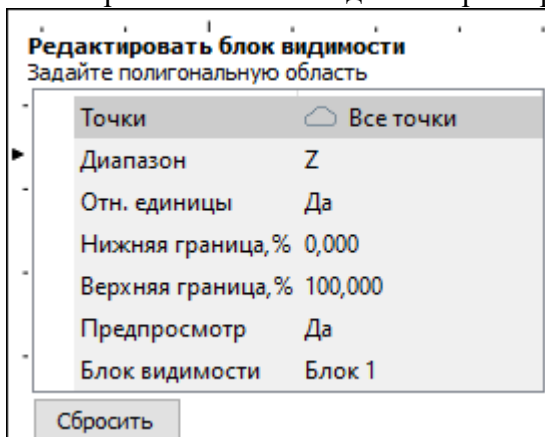 Редактировать блок видимости
Задайте полигональную область
Точки Все точки
Диапазон Z
Отн. единицы Да
Нижняя граница,% 0,000
Верхняя граница,% 100,000
Предпросмотр Да
Блок видимости Блок 1
Сбросить